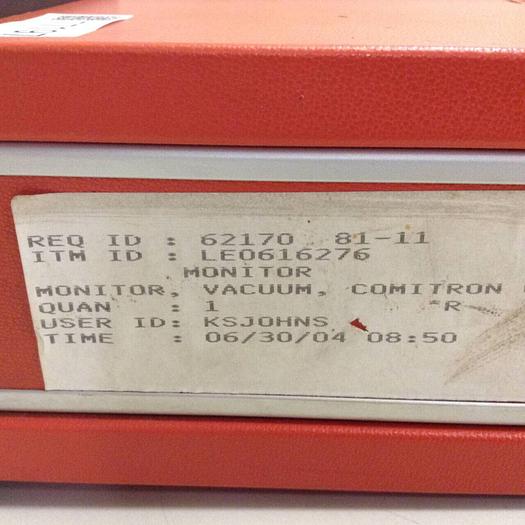 REQ ID : 62170 81-11
ITM ID : LE0616276
MONITOR
MONITOR, VACUUM, COMITRON
QUAN : 1 "R
USER ID: KSJOHNS
TIME : 06/30/04 08:50